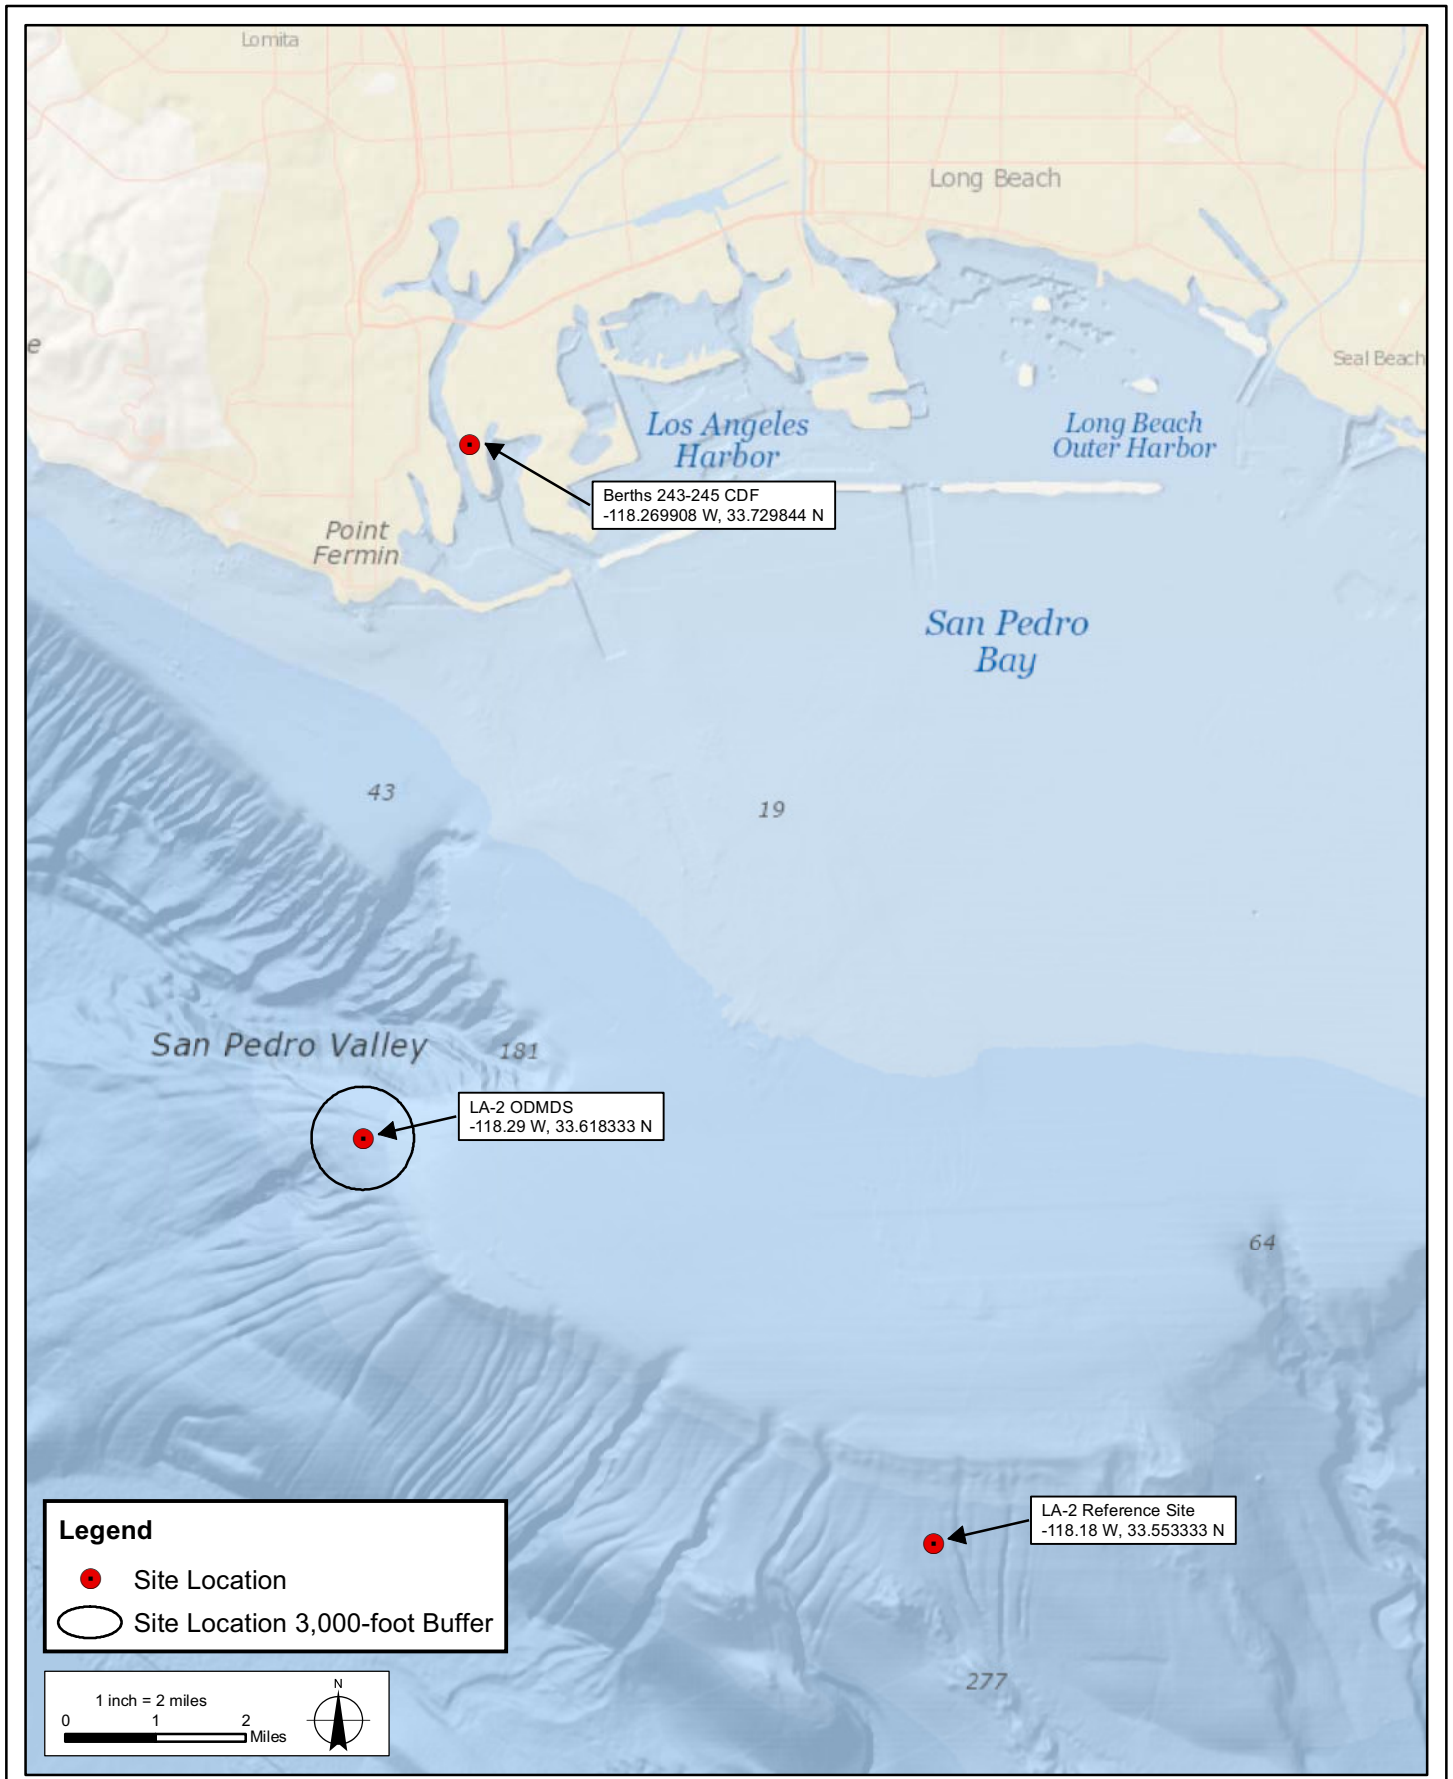 Lomita
Long Beach
e
Seal Beach
Los Angeles
Harbor
Long Beach
Outer Harbor
Berths 243-245 CDF
-118.269908 W, 33.729844 N
Point
Fermin
San Pedro
Bay
43
19
San Pedro Valley
181
LA-2 ODMDS
-118.29 W, 33.618333 N
64
LA-2 Reference Site
-118.18 W, 33.553333 N
277
Legend
Site Location
Site Location 3,000-foot Buffer
1 inch = 2 miles
0 1 2
Miles
N